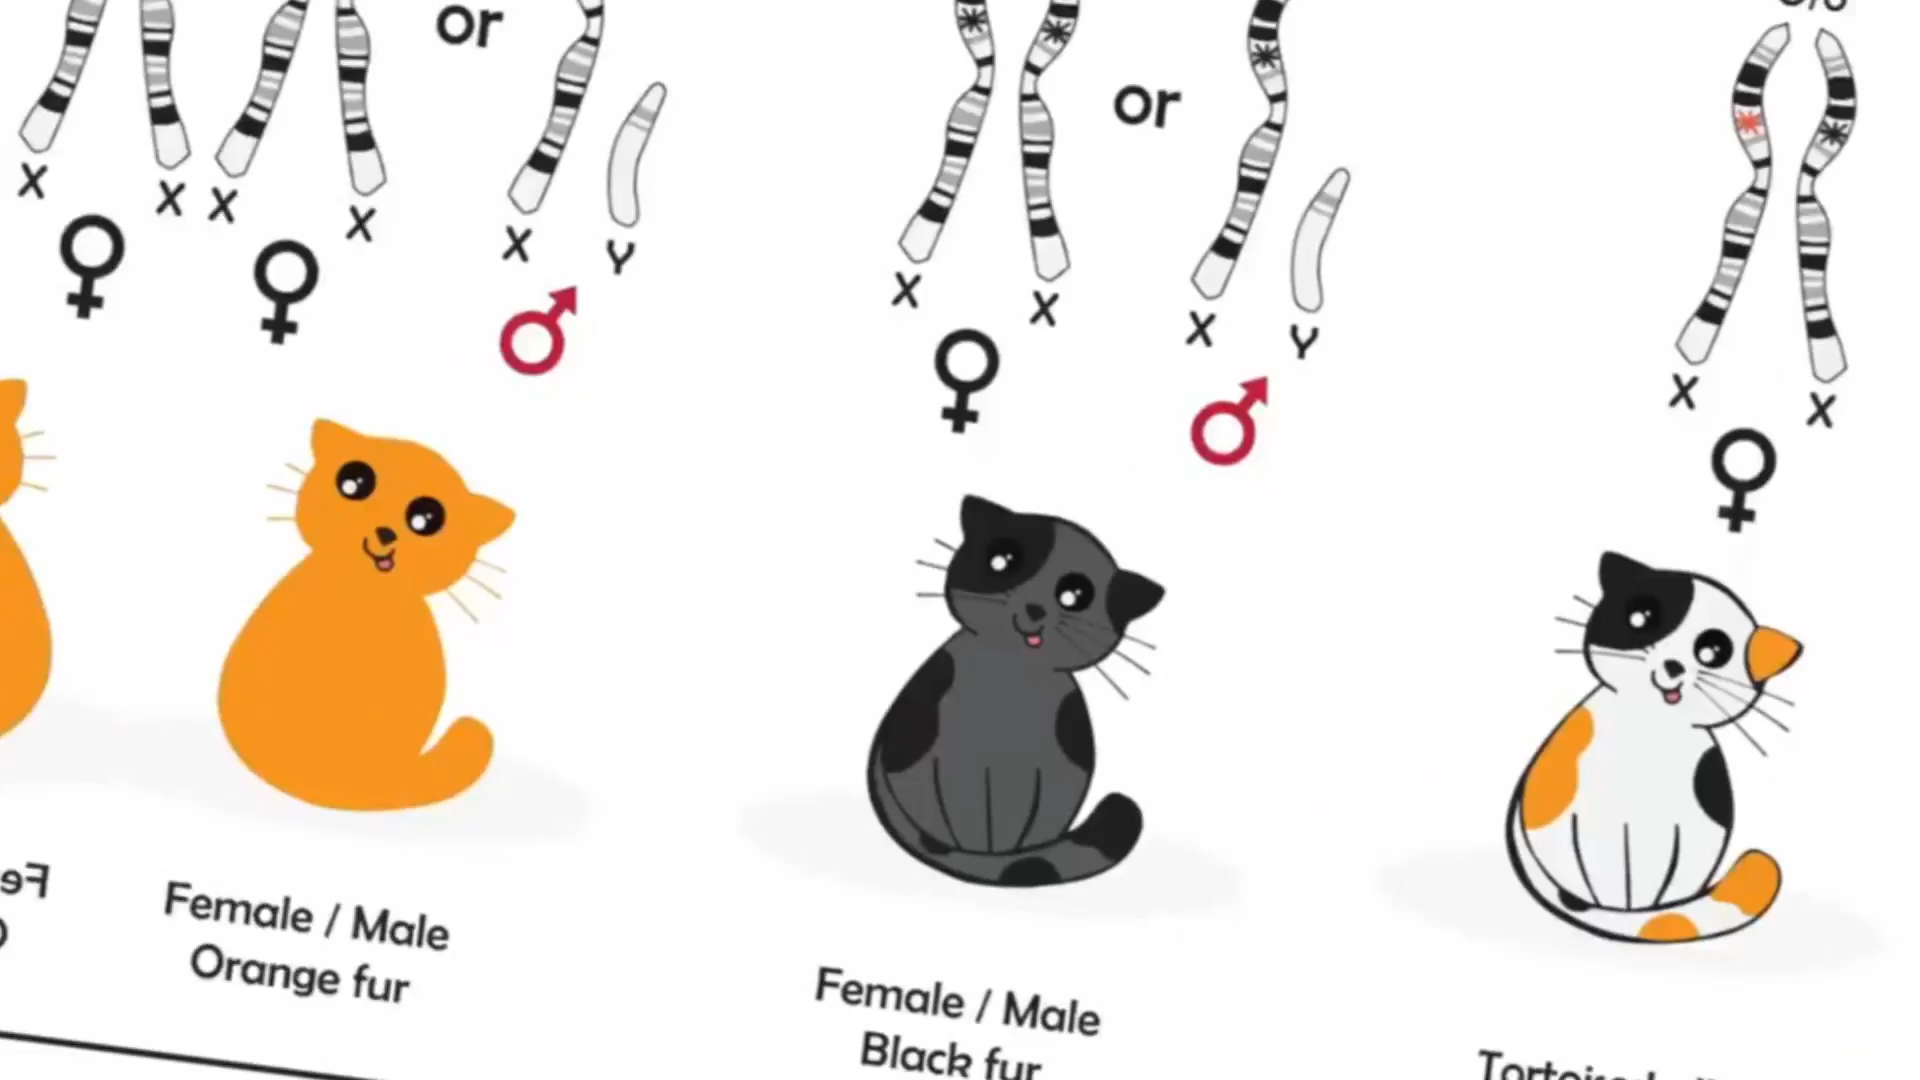 or
or
X X X X X Y
X X X Y
X X
Female / Male
Orange fur
Female / Male
Black fur